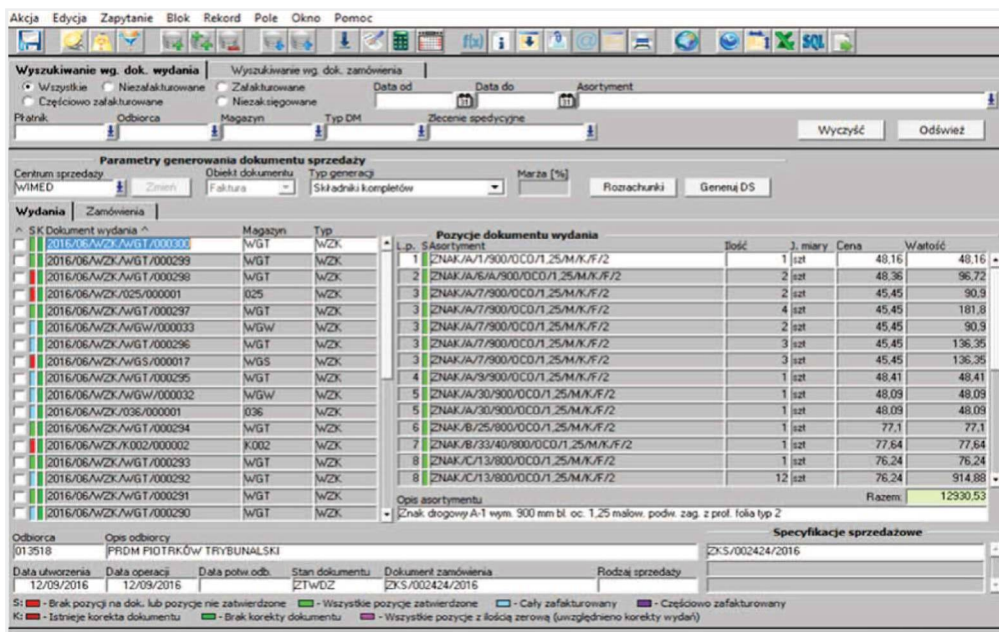 Akcja Edycja Zapytanie Blok Rekord Pole Okno Pomoc
f(x) i @ SQL
Wyszukiwanie wg. dok. wydania Wyszukiwanie wg. dok. zamówienia
Wszystkie Niezafakturowane Zafakturowane Data od Data do Asortyment
Częściowo zafakturowane Niezaksięgowane
Płatnik Odbiorca Magazyn Typ DM Zlecenie spedycyjne
Wyczyść Odśwież
Parametry generowania dokumentu sprzedaży
Centrum sprzedaży Obiekt dokumentu Typ generacji Marża [%]
WIMED Zmień Faktura Składniki kompletów Rozrachunki Generuj DS
Wydania Zamówienia
^ S K Dokument wydania ^ Magazyn Typ
2016/06/WZK/WGT/000300 WGT WZK
2016/06/WZK/WGT/000299 WGT WZK
2016/06/WZK/WGT/000298 WGT WZK
2016/06/WZK/025/000001 025 WZK
2016/06/WZK/WGT/000297 WGT WZK
2016/06/WZK/WGW/000033 WGW WZK
2016/06/WZK/WGT/000296 WGT WZK
2016/06/WZK/WGS/000017 WGS WZK
2016/06/WZK/WGT/000295 WGT WZK
2016/06/WZK/WGW/000032 WGW WZK
2016/06/WZK/036/000001 036 WZK
2016/06/WZK/WGT/000294 WGT WZK
2016/06/WZK/K002/000002 K002 WZK
2016/06/WZK/WGT/000293 WGT WZK
2016/06/WZK/WGT/000292 WGT WZK
2016/06/WZK/WGT/000291 WGT WZK
2016/06/WZK/WGT/000290 WGT WZK
Pozycje dokumentu wydania
L.p. S Asortyment Ilość J. miary Cena Wartość
1 ZNAK/A/1/900/OCO/1,25/M/K/F/2 1 szt 48,16 48,16
2 ZNAK/A/6/A/900/OCO/1,25/M/K/F/2 2 szt 48,36 96,72
3 ZNAK/A/7/900/OCO/1,25/M/K/F/2 2 szt 45,45 90,9
3 ZNAK/A/7/900/OCO/1,25/M/K/F/2 4 szt 45,45 181,8
3 ZNAK/A/7/900/OCO/1,25/M/K/F/2 2 szt 45,45 90,9
3 ZNAK/A/7/900/OCO/1,25/M/K/F/2 3 szt 45,45 136,35
3 ZNAK/A/7/900/OCO/1,25/M/K/F/2 3 szt 45,45 136,35
4 ZNAK/A/9/900/OCO/1,25/M/K/F/2 1 szt 48,41 48,41
5 ZNAK/A/30/900/OCO/1,25/M/K/F/2 1 szt 48,09 48,09
5 ZNAK/A/30/900/OCO/1,25/M/K/F/2 1 szt 48,09 48,09
6 ZNAK/B/25/800/OCO/1,25/M/K/F/2 1 szt 77,1 77,1
7 ZNAK/B/33/40/800/OCO/1,25/M/K/F/2 1 szt 77,64 77,64
8 ZNAK/C/13/800/OCO/1,25/M/K/F/2 1 szt 76,24 76,24
8 ZNAK/C/13/800/OCO/1,25/M/K/F/2 12 szt 76,24 914,88
Opis asortymentu Razem: 12930,53
Znak drogowy A-1 wym. 900 mm bl. oc. 1,25 malow. podw. zag. z prof. folia typ 2
Odbiorca Opis odbiorcy Specyfikacje sprzedażowe
013518 PRDM PIOTRKÓW TRYBUNALSKI ZKS/002424/2016
Data utworzenia Data operacji Data potw.odb. Stan dokumentu Dokument zamówienia Rodzaj sprzedaży
12/09/2016 12/09/2016 ZTWDZ ZKS/002424/2016
S: - Brak pozycji na dok. lub pozycje nie zatwierdzone - Wszystkie pozycje zatwierdzone - Cały zafakturowany - Częściowo zafakturowany
K: - Istnieje korekta dokumentu - Brak korekty dokumentu - Wszystkie pozycje z ilością zerową (uwzględniono korekty wydań)